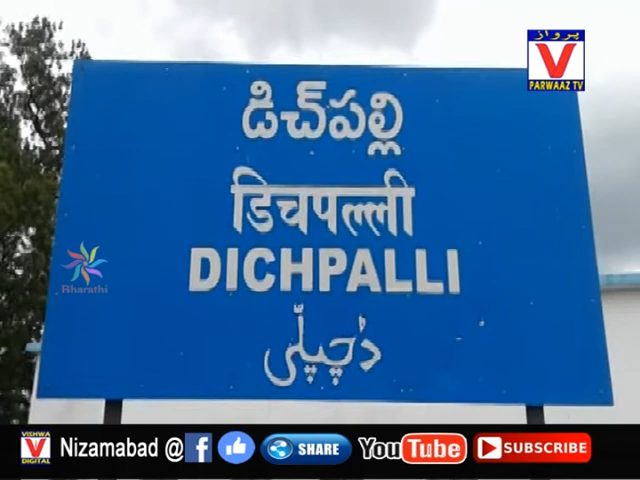 پرواز
V
PARWAAZ TV
డిచ్‌పల్లి
डिचपल्ली
DICHPALLI
ڈچپلّی
Bharathi
VISHWA
V
DIGITAL
Nizamabad @ f SHARE YouTube SUBSCRIBE